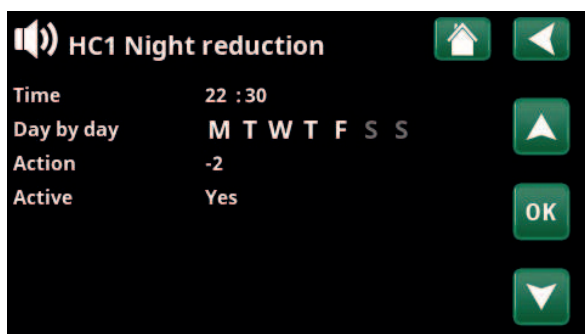 HC1 Night reduction
Time 22 :30
Day by day M T W T F S S
Action -2
Active Yes
OK